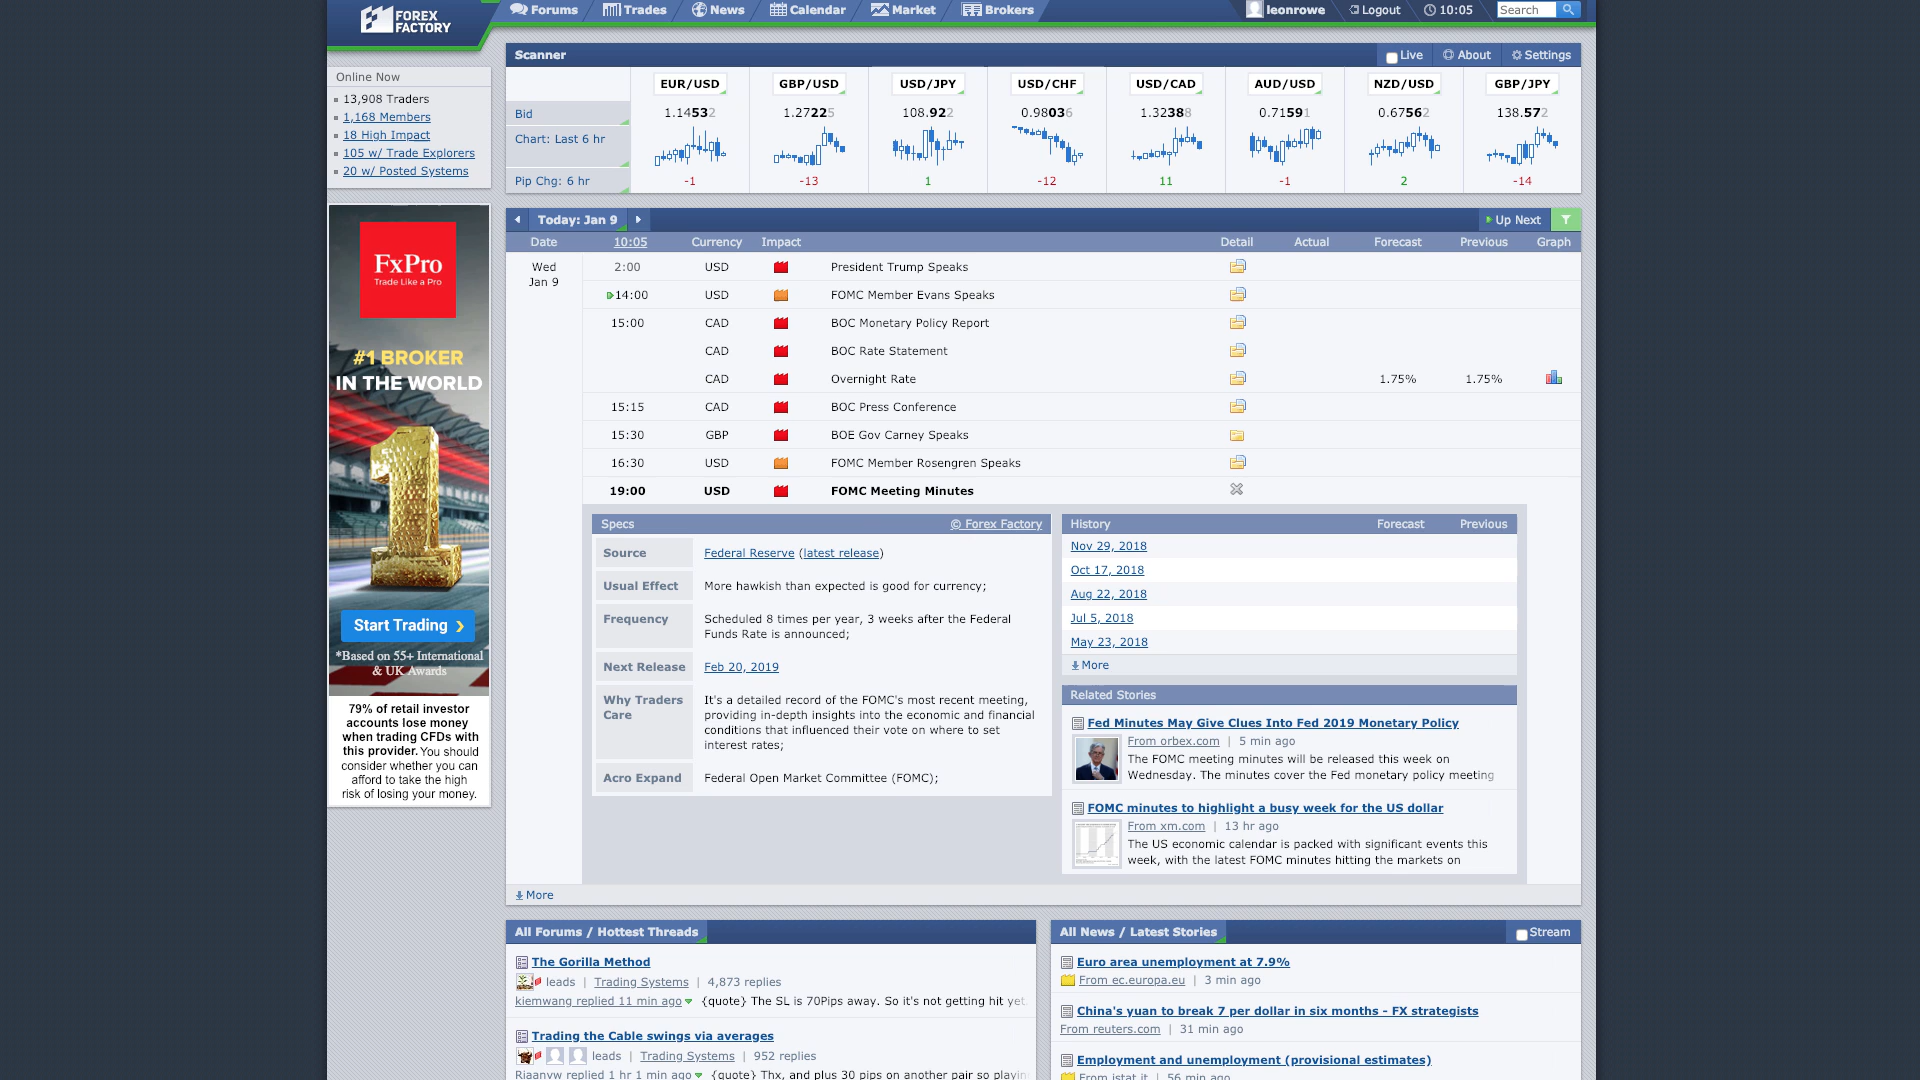 FOREX FACTORY
Forums
Trades
News
Calendar
Market
Brokers
leonrowe
Logout
10:05
Search
Online Now
13,908 Traders
1,168 Members
18 High Impact
105 w/ Trade Explorers
20 w/ Posted Systems
FxPro
Trade Like a Pro
#1 BROKER
IN THE WORLD
Start Trading
*Based on 55+ International
& UK Awards
79% of retail investor
accounts lose money
when trading CFDs with
this provider. You should
consider whether you can
afford to take the high
risk of losing your money.
Scanner Live About Settings
EUR/USD GBP/USD USD/JPY USD/CHF USD/CAD AUD/USD NZD/USD GBP/JPY
Bid 1.14532 1.27225 108.922 0.98036 1.32388 0.71591 0.67562 138.572
Chart: Last 6 hr
Pip Chg: 6 hr -1 -13 1 -12 11 -1 2 -14
Today: Jan 9 Up Next
Date 10:05 Currency Impact Detail Actual Forecast Previous Graph
Wed 2:00 USD President Trump Speaks
Jan 9
14:00 USD FOMC Member Evans Speaks
15:00 CAD BOC Monetary Policy Report
CAD BOC Rate Statement
CAD Overnight Rate 1.75% 1.75%
15:15 CAD BOC Press Conference
15:30 GBP BOE Gov Carney Speaks
16:30 USD FOMC Member Rosengren Speaks
19:00 USD FOMC Meeting Minutes
Specs © Forex Factory
Source Federal Reserve (latest release)
Usual Effect More hawkish than expected is good for currency;
Frequency Scheduled 8 times per year, 3 weeks after the Federal
Funds Rate is announced;
Next Release Feb 20, 2019
Why Traders It's a detailed record of the FOMC's most recent meeting,
Care providing in-depth insights into the economic and financial
conditions that influenced their vote on where to set
interest rates;
Acro Expand Federal Open Market Committee (FOMC);
History Forecast Previous
Nov 29, 2018
Oct 17, 2018
Aug 22, 2018
Jul 5, 2018
May 23, 2018
More
Related Stories
Fed Minutes May Give Clues Into Fed 2019 Monetary Policy
From orbex.com | 5 min ago
The FOMC meeting minutes will be released this week on
Wednesday. The minutes cover the Fed monetary policy meeting
FOMC minutes to highlight a busy week for the US dollar
From xm.com | 13 hr ago
The US economic calendar is packed with significant events this
week, with the latest FOMC minutes hitting the markets on
More
All Forums / Hottest Threads
The Gorilla Method
leads | Trading Systems | 4,873 replies
kiemwang replied 11 min ago {quote} The SL is 70Pips away. So it's not getting hit yet.
Trading the Cable swings via averages
leads | Trading Systems | 952 replies
Riaanvw replied 1 hr 1 min ago {quote} Thx, and plus 30 pips on another pair so playin
All News / Latest Stories Stream
Euro area unemployment at 7.9%
From ec.europa.eu | 3 min ago
China's yuan to break 7 per dollar in six months - FX strategists
From reuters.com | 31 min ago
Employment and unemployment (provisional estimates)
From istat.it | 56 min ago